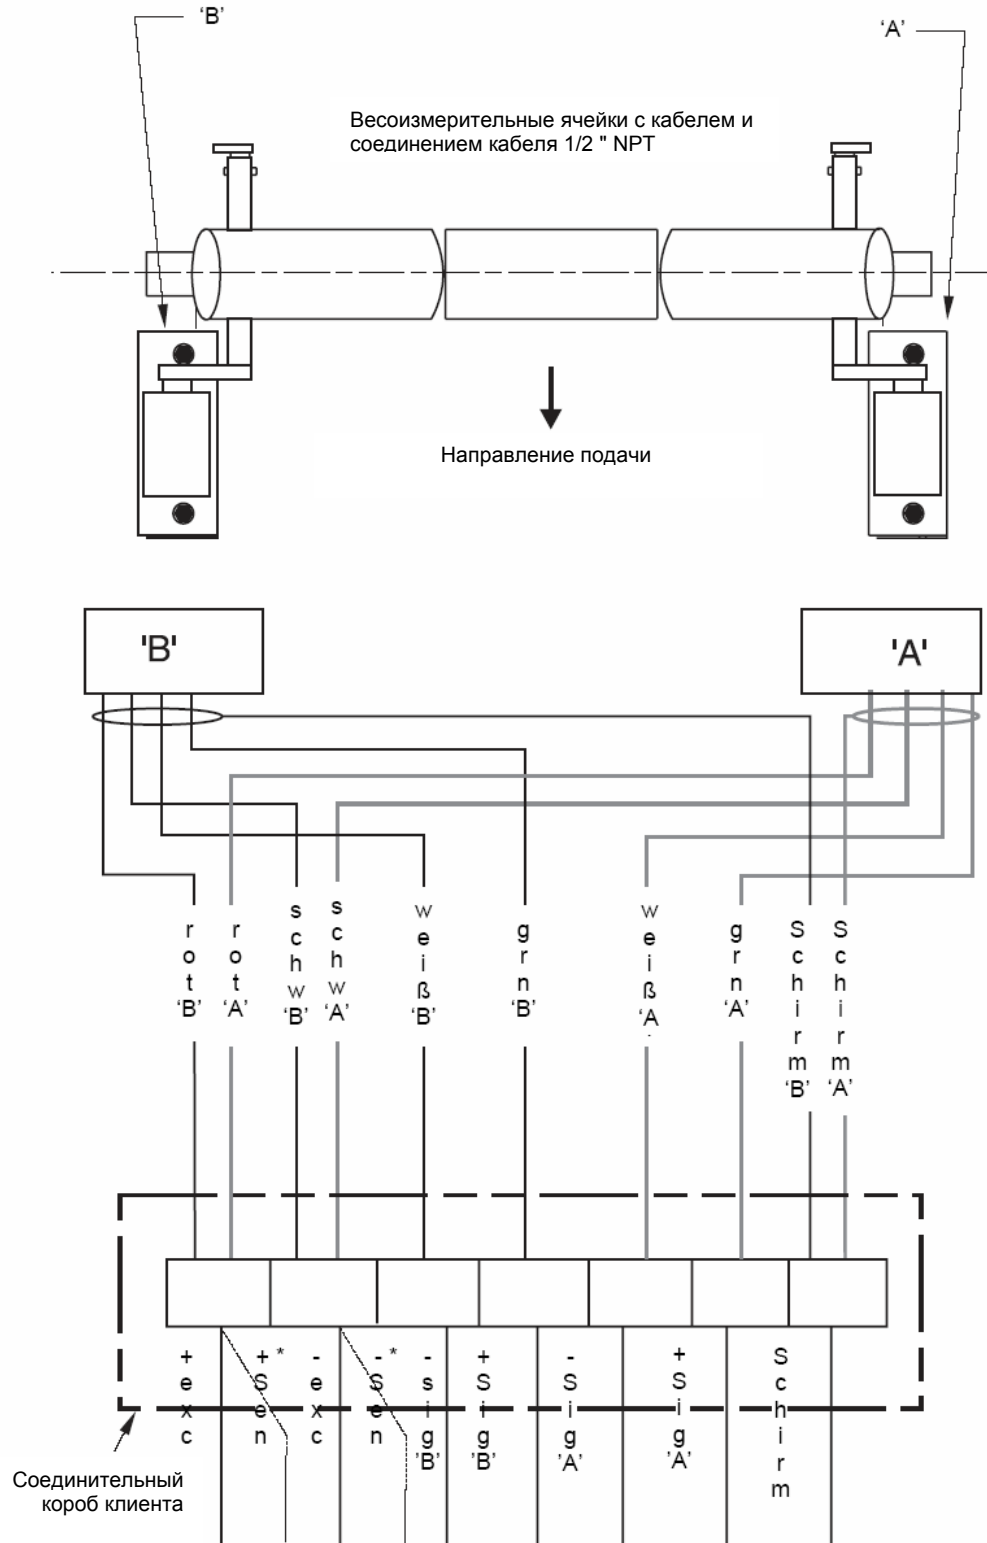 'B'
'A'
Весоизмерительные ячейки с кабелем и
соединением кабеля 1/2 " NPT
Направление подачи
'B'
'A'
rot 'B'
rot 'A'
schw 'B'
schw 'A'
weiß 'B'
grn 'B'
weiß 'A'
grn 'A'
Schirm 'B'
Schirm 'A'
+exc
+* Sen
-exc
-* Sen
-sig 'B'
+Sig 'B'
-Sig 'A'
+Sig 'A'
Schirm
Соединительный
короб клиента